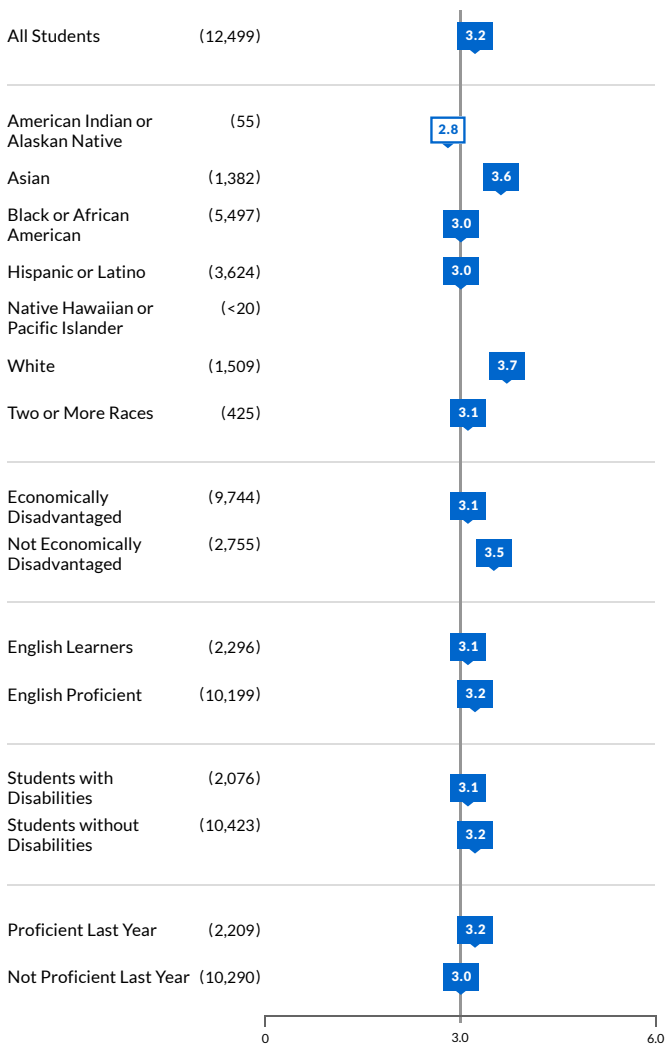 All Students (12,499) 3.2
American Indian or (55) 2.8
Alaskan Native
Asian (1,382) 3.6
Black or African (5,497) 3.0
American
Hispanic or Latino (3,624) 3.0
Native Hawaiian or (<20)
Pacific Islander
White (1,509) 3.7
Two or More Races (425) 3.1
Economically (9,744) 3.1
Disadvantaged
Not Economically (2,755) 3.5
Disadvantaged
English Learners (2,296) 3.1
English Proficient (10,199) 3.2
Students with (2,076) 3.1
Disabilities
Students without (10,423) 3.2
Disabilities
Proficient Last Year (2,209) 3.2
Not Proficient Last Year (10,290) 3.0
0 3.0 6.0